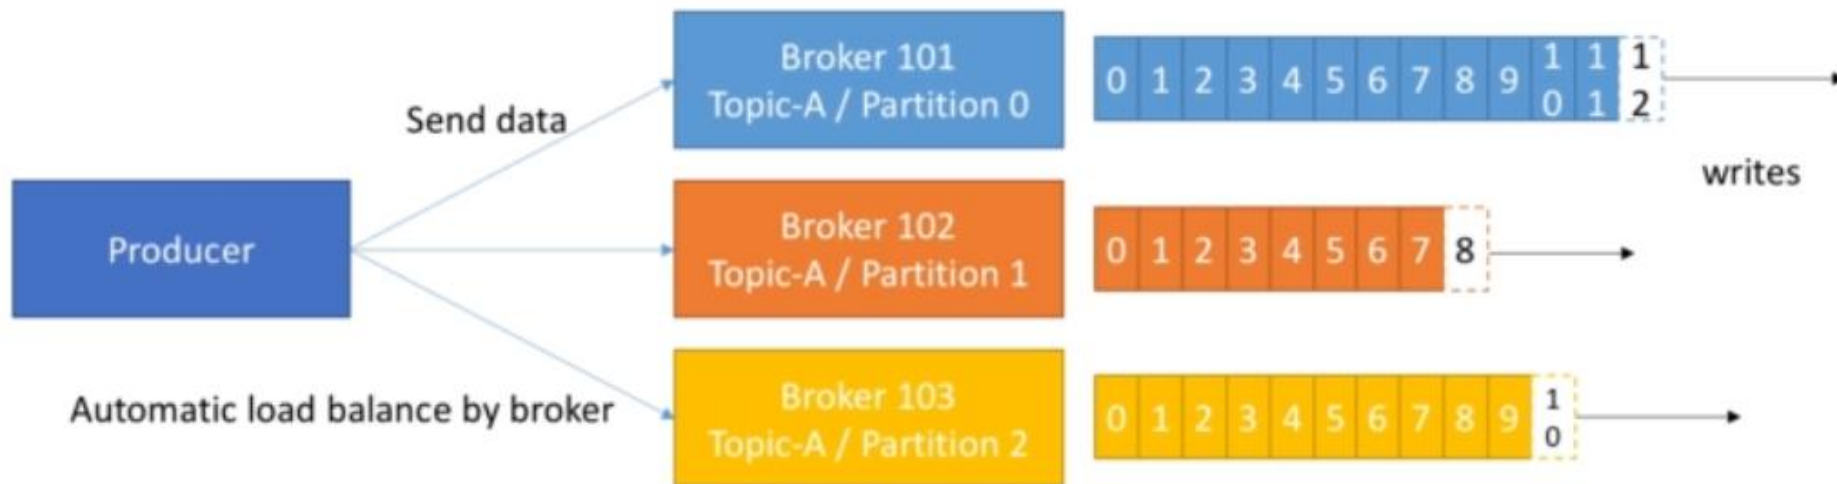 Broker 101
Topic-A / Partition 0
0 1 2 3 4 5 6 7 8 9 10 11 12
Send data
writes
Producer
Broker 102
Topic-A / Partition 1
0 1 2 3 4 5 6 7 8
Automatic load balance by broker
Broker 103
Topic-A / Partition 2
0 1 2 3 4 5 6 7 8 9 10